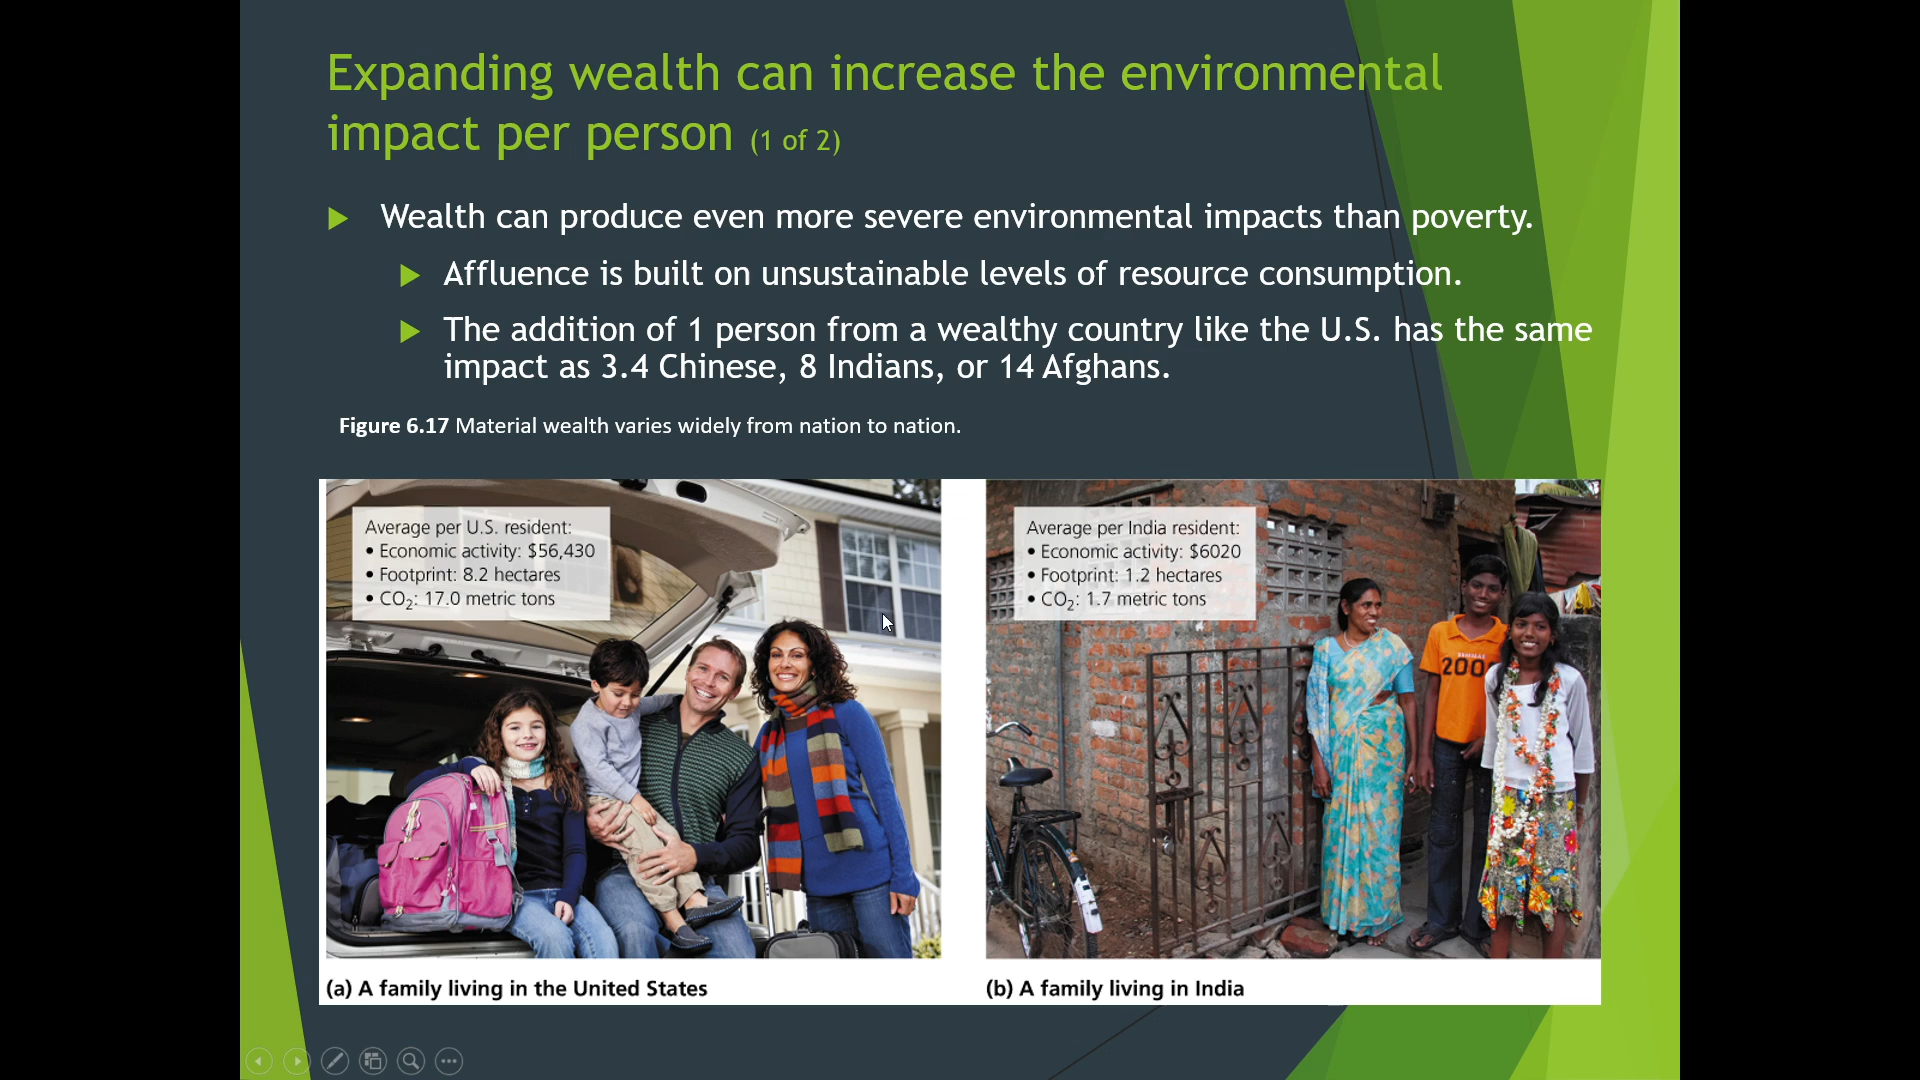 Expanding wealth can increase the environmental
impact per person (1 of 2)
Wealth can produce even more severe environmental impacts than poverty.
Affluence is built on unsustainable levels of resource consumption.
The addition of 1 person from a wealthy country like the U.S. has the same
impact as 3.4 Chinese, 8 Indians, or 14 Afghans.
Figure 6.17 Material wealth varies widely from nation to nation.
Average per U.S. resident:
• Economic activity: $56,430
• Footprint: 8.2 hectares
• CO₂: 17.0 metric tons
(a) A family living in the United States
Average per India resident:
• Economic activity: $6020
• Footprint: 1.2 hectares
• CO₂: 1.7 metric tons
200
(b) A family living in India